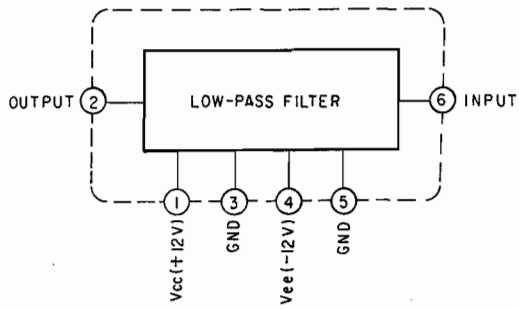 OUTPUT 2 LOW-PASS FILTER 6 INPUT
1 3 4 5
Vcc(+12V)
GND
Vee(-12V)
GND